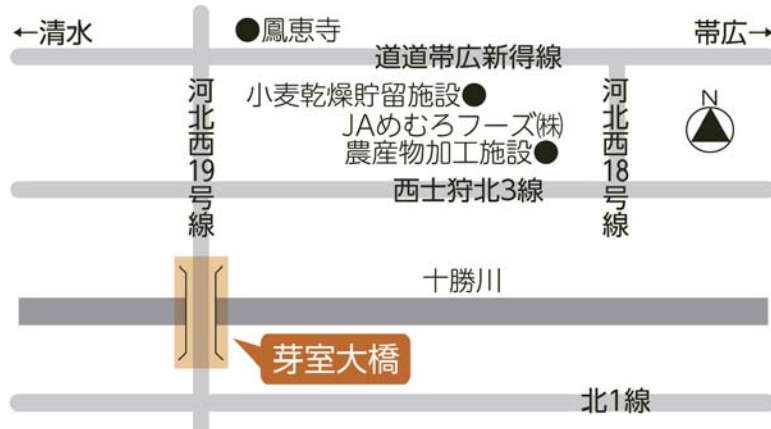 ←清水
●鳳恵寺
帯広→
道道帯広新得線
河北西19号線
小麦乾燥貯留施設●
JAめむろフーズ㈱
農産物加工施設●
河北西18号線
N
西士狩北3線
十勝川
芽室大橋
北1線